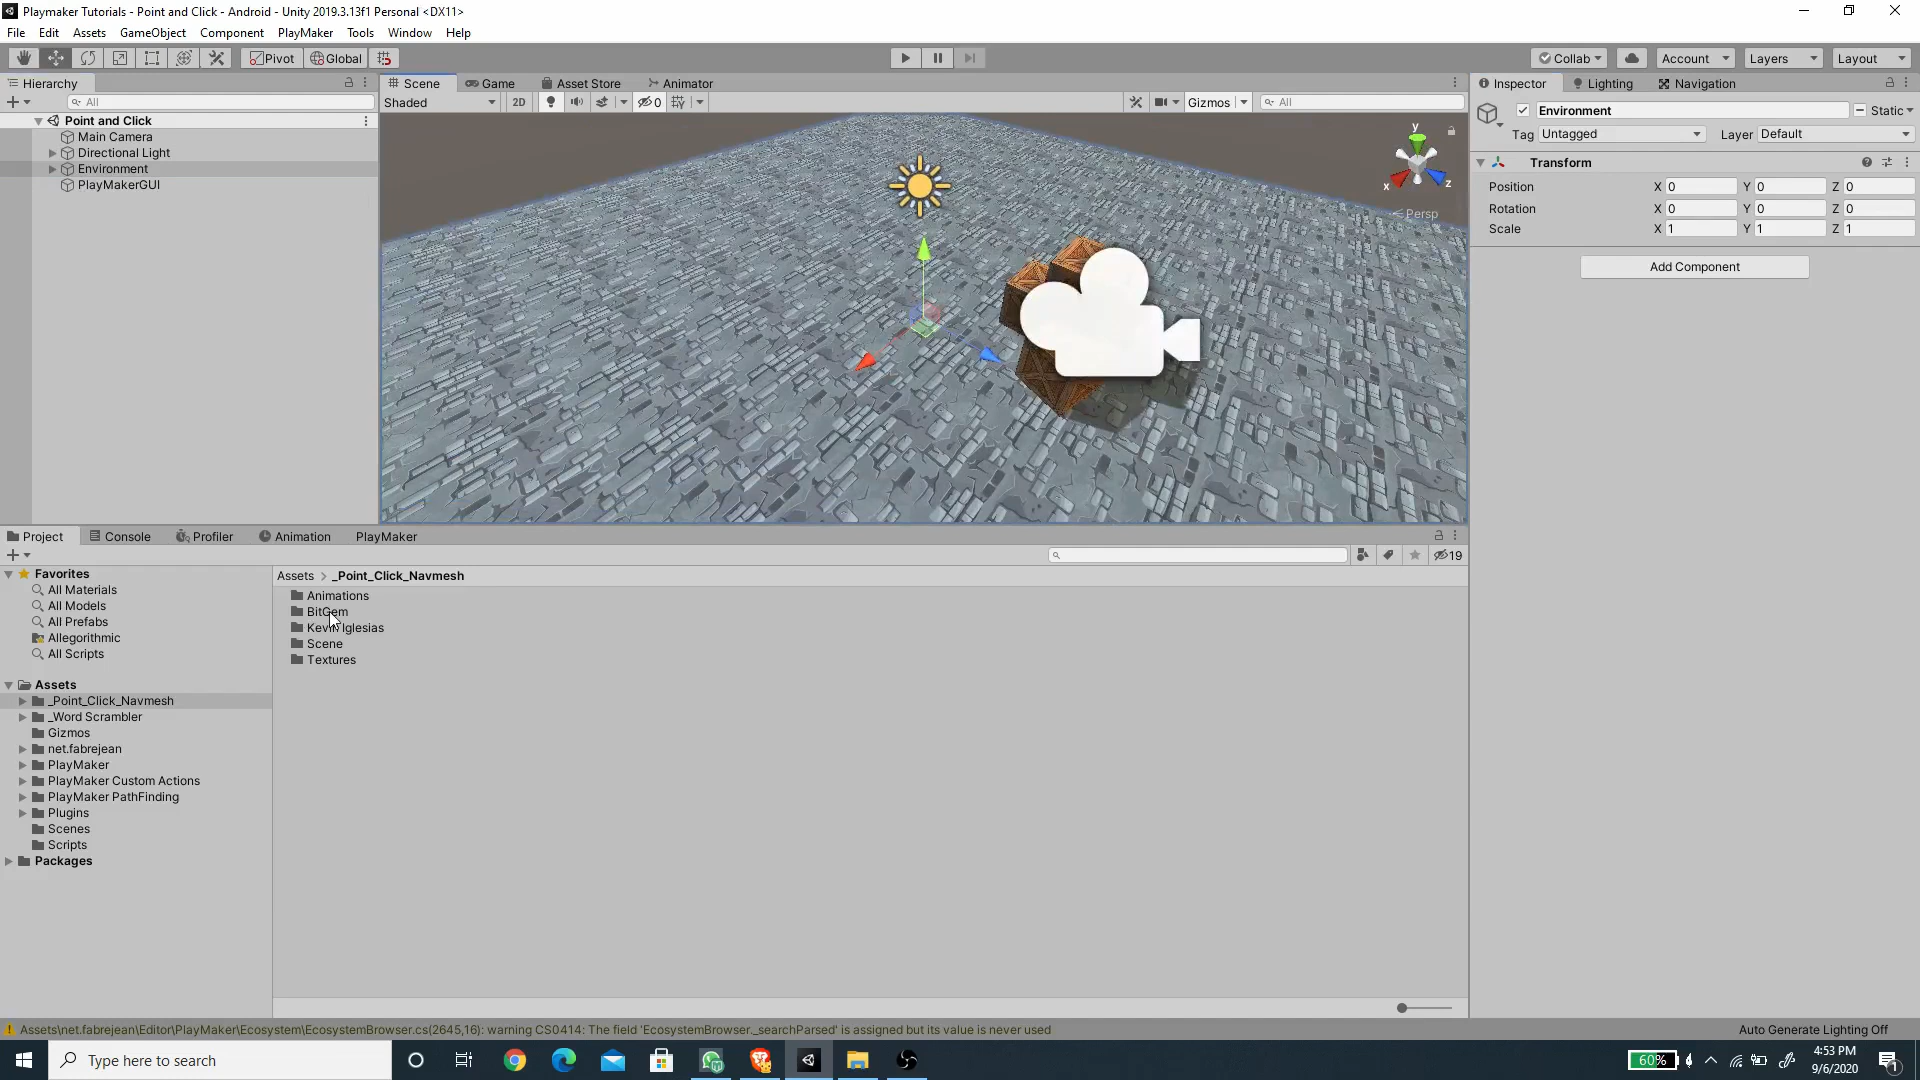 Playmaker Tutorials - Point and Click - Android - Unity 2019.3.13f1 Personal <DX11>
File Edit Assets GameObject Component PlayMaker Tools Window Help
Pivot Global Collab Account Layers Layout
Hierarchy Scene Game Asset Store Animator Inspector Lighting Navigation
All Shaded 2D 0 Gizmos All
Environment Static
Tag Untagged Layer Default
Point and Click
Main Camera
Directional Light
Environment
PlayMakerGUI
y
x
z
Persp
Transform
Position X 0 Y 0 Z 0
Rotation X 0 Y 0 Z 0
Scale X 1 Y 1 Z 1
Add Component
Project Console Profiler Animation PlayMaker
19
Favorites
All Materials
All Models
All Prefabs
Allegorithmic
All Scripts
Assets
_Point_Click_Navmesh
_Word Scrambler
Gizmos
net.fabrejean
PlayMaker
PlayMaker Custom Actions
PlayMaker PathFinding
Plugins
Scenes
Scripts
Packages
Assets > _Point_Click_Navmesh
Animations
BitGem
Kevin Iglesias
Scene
Textures
Assets\net.fabrejean\Editor\PlayMaker\Ecosystem\EcosystemBrowser.cs(2645,16): warning CS0414: The field 'EcosystemBrowser._searchParsed' is assigned but its value is never used
Auto Generate Lighting Off
Type here to search
60%
4:53 PM
9/6/2020
1